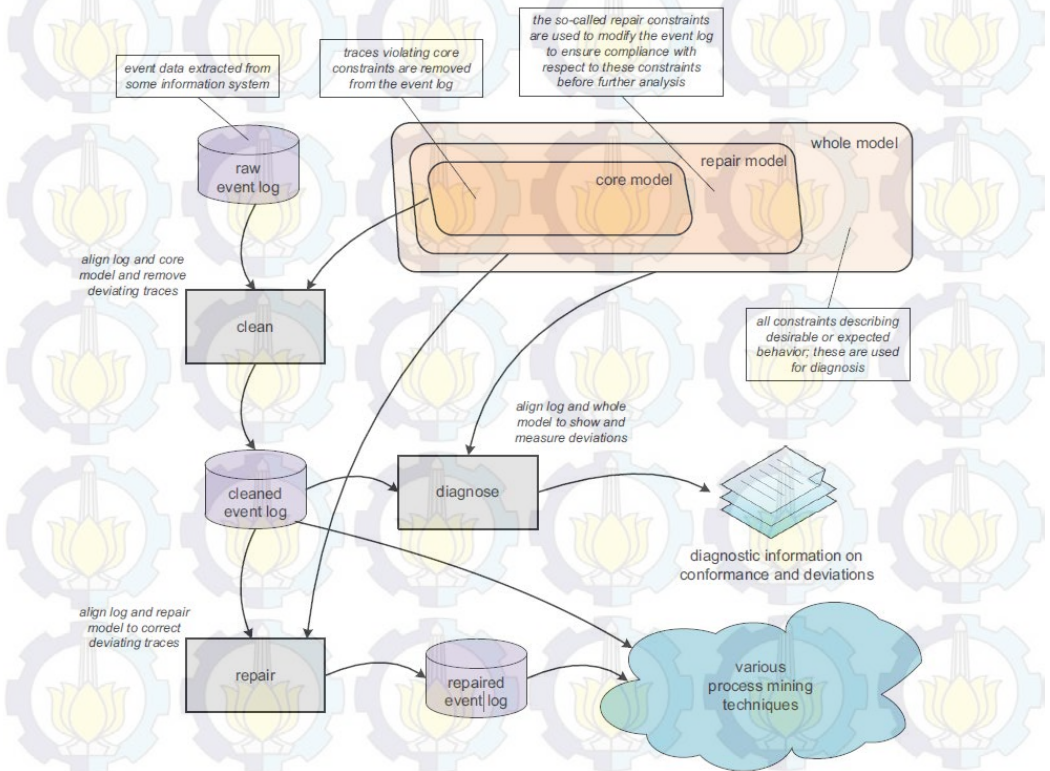 event data extracted from
some information system
traces violating core
constraints are removed
from the event log
the so-called repair constraints
are used to modify the event log
to ensure compliance with
respect to these constraints
before further analysis
raw
event log
whole model
repair model
core model
align log and core
model and remove
deviating traces
clean
all constraints describing
desirable or expected
behavior; these are used
for diagnosis
align log and whole
model to show and
measure deviations
cleaned
event log
diagnose
diagnostic information on
conformance and deviations
align log and repair
model to correct
deviating traces
repair
repaired
event log
various
process mining
techniques